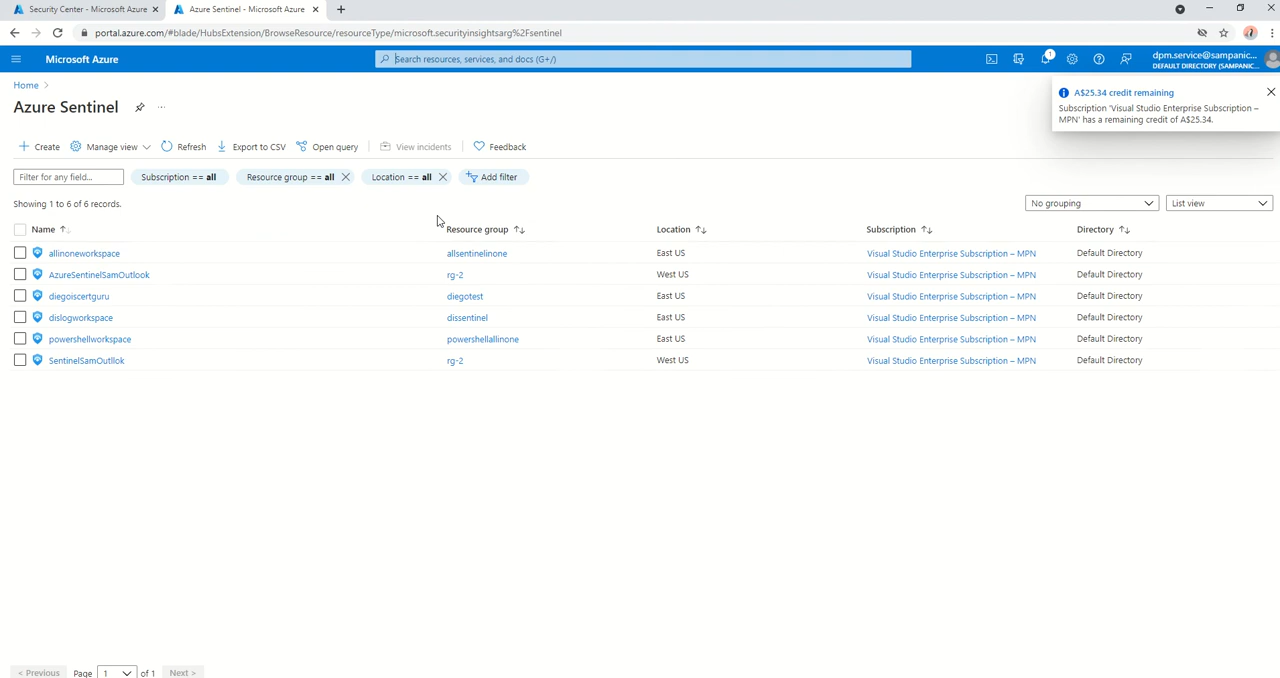 Security Center - Microsoft Azure
Azure Sentinel - Microsoft Azure
portal.azure.com/#blade/HubsExtension/BrowseResource/resourceType/microsoft.securityinsightsarg%2Fsentinel
Microsoft Azure
Search resources, services, and docs (G+/)
1
dpm.service@sampanic...
DEFAULT DIRECTORY (SAMPANIC...
Home >
Azure Sentinel
...
A$25.34 credit remaining
Subscription 'Visual Studio Enterprise Subscription –
MPN' has a remaining credit of A$25.34.
Create Manage view Refresh Export to CSV Open query View incidents Feedback
Filter for any field... Subscription == all Resource group == all Location == all Add filter
Showing 1 to 6 of 6 records. No grouping List view
Name Resource group Location Subscription Directory
allinoneworkspace allsentinelinone East US Visual Studio Enterprise Subscription – MPN Default Directory
AzureSentinelSamOutlook rg-2 West US Visual Studio Enterprise Subscription – MPN Default Directory
diegoiscertguru diegotest East US Visual Studio Enterprise Subscription – MPN Default Directory
dislogworkspace dissentinel East US Visual Studio Enterprise Subscription – MPN Default Directory
powershellworkspace powershellallinone East US Visual Studio Enterprise Subscription – MPN Default Directory
SentinelSamOutllok rg-2 West US Visual Studio Enterprise Subscription – MPN Default Directory
< Previous Page 1 of 1 Next >